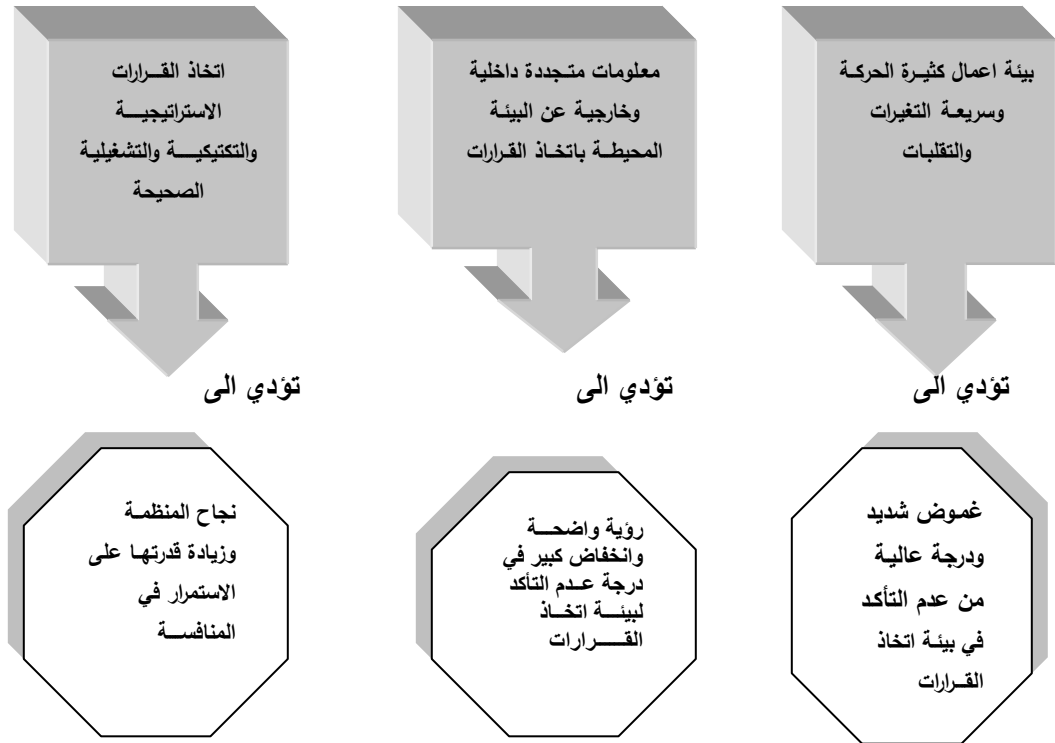 بيئة اعمال كثيرة الحركة
وسريعة التغيرات
والتقلبات
تؤدي الى
غموض شديد
ودرجة عالية
من عدم التأكد
في بيئة اتخاذ
القرارات
معلومات متجددة داخلية
وخارجية عن البيئة
المحيطة باتخاذ القرارات
تؤدي الى
رؤية واضحة
وانخفاض كبير في
درجة عدم التأكد
لبيئة اتخاذ
القرارات
اتخاذ القرارات
الاستراتيجية
والتكتيكية والتشغيلية
الصحيحة
تؤدي الى
نجاح المنظمة
وزيادة قدرتها على
الاستمرار في
المنافسة